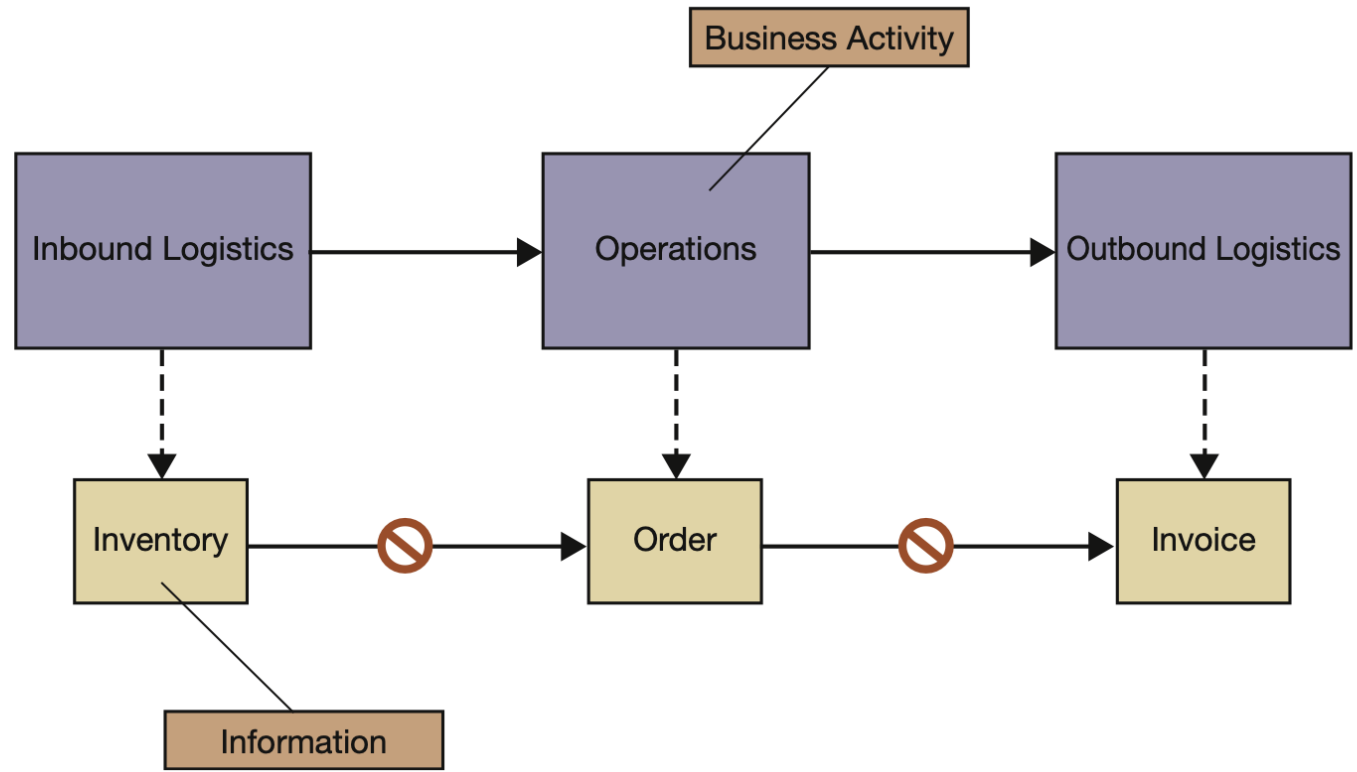 Business Activity
Inbound Logistics
Operations
Outbound Logistics
Inventory
Order
Invoice
Information